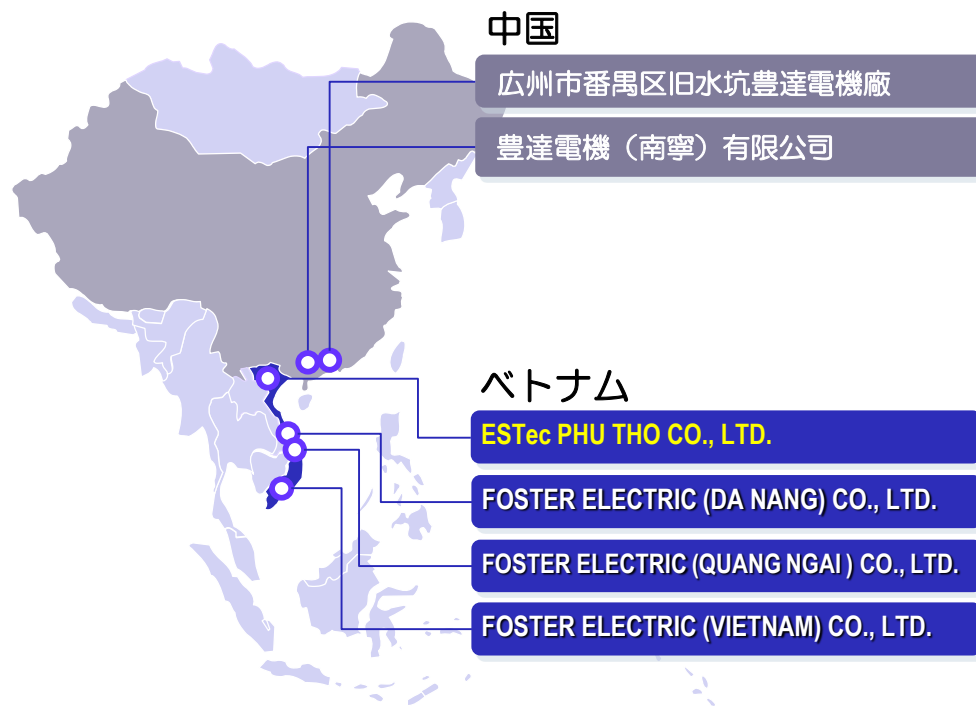 中国
広州市番禺区旧水坑豊達電機廠
豊達電機（南寧）有限公司
ベトナム
ESTec PHU THO CO., LTD.
FOSTER ELECTRIC (DA NANG) CO., LTD.
FOSTER ELECTRIC (QUANG NGAI ) CO., LTD.
FOSTER ELECTRIC (VIETNAM) CO., LTD.